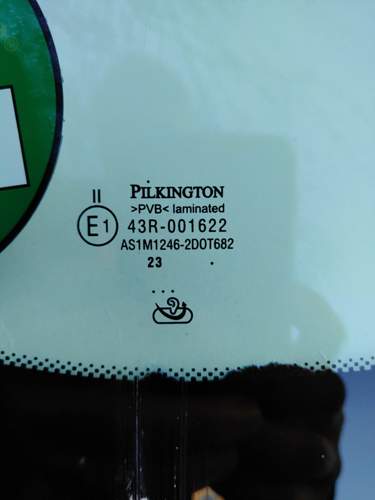 PILKINGTON
>PVB< laminated
II
E1
43R-001622
AS1M1246-2DOT682
23